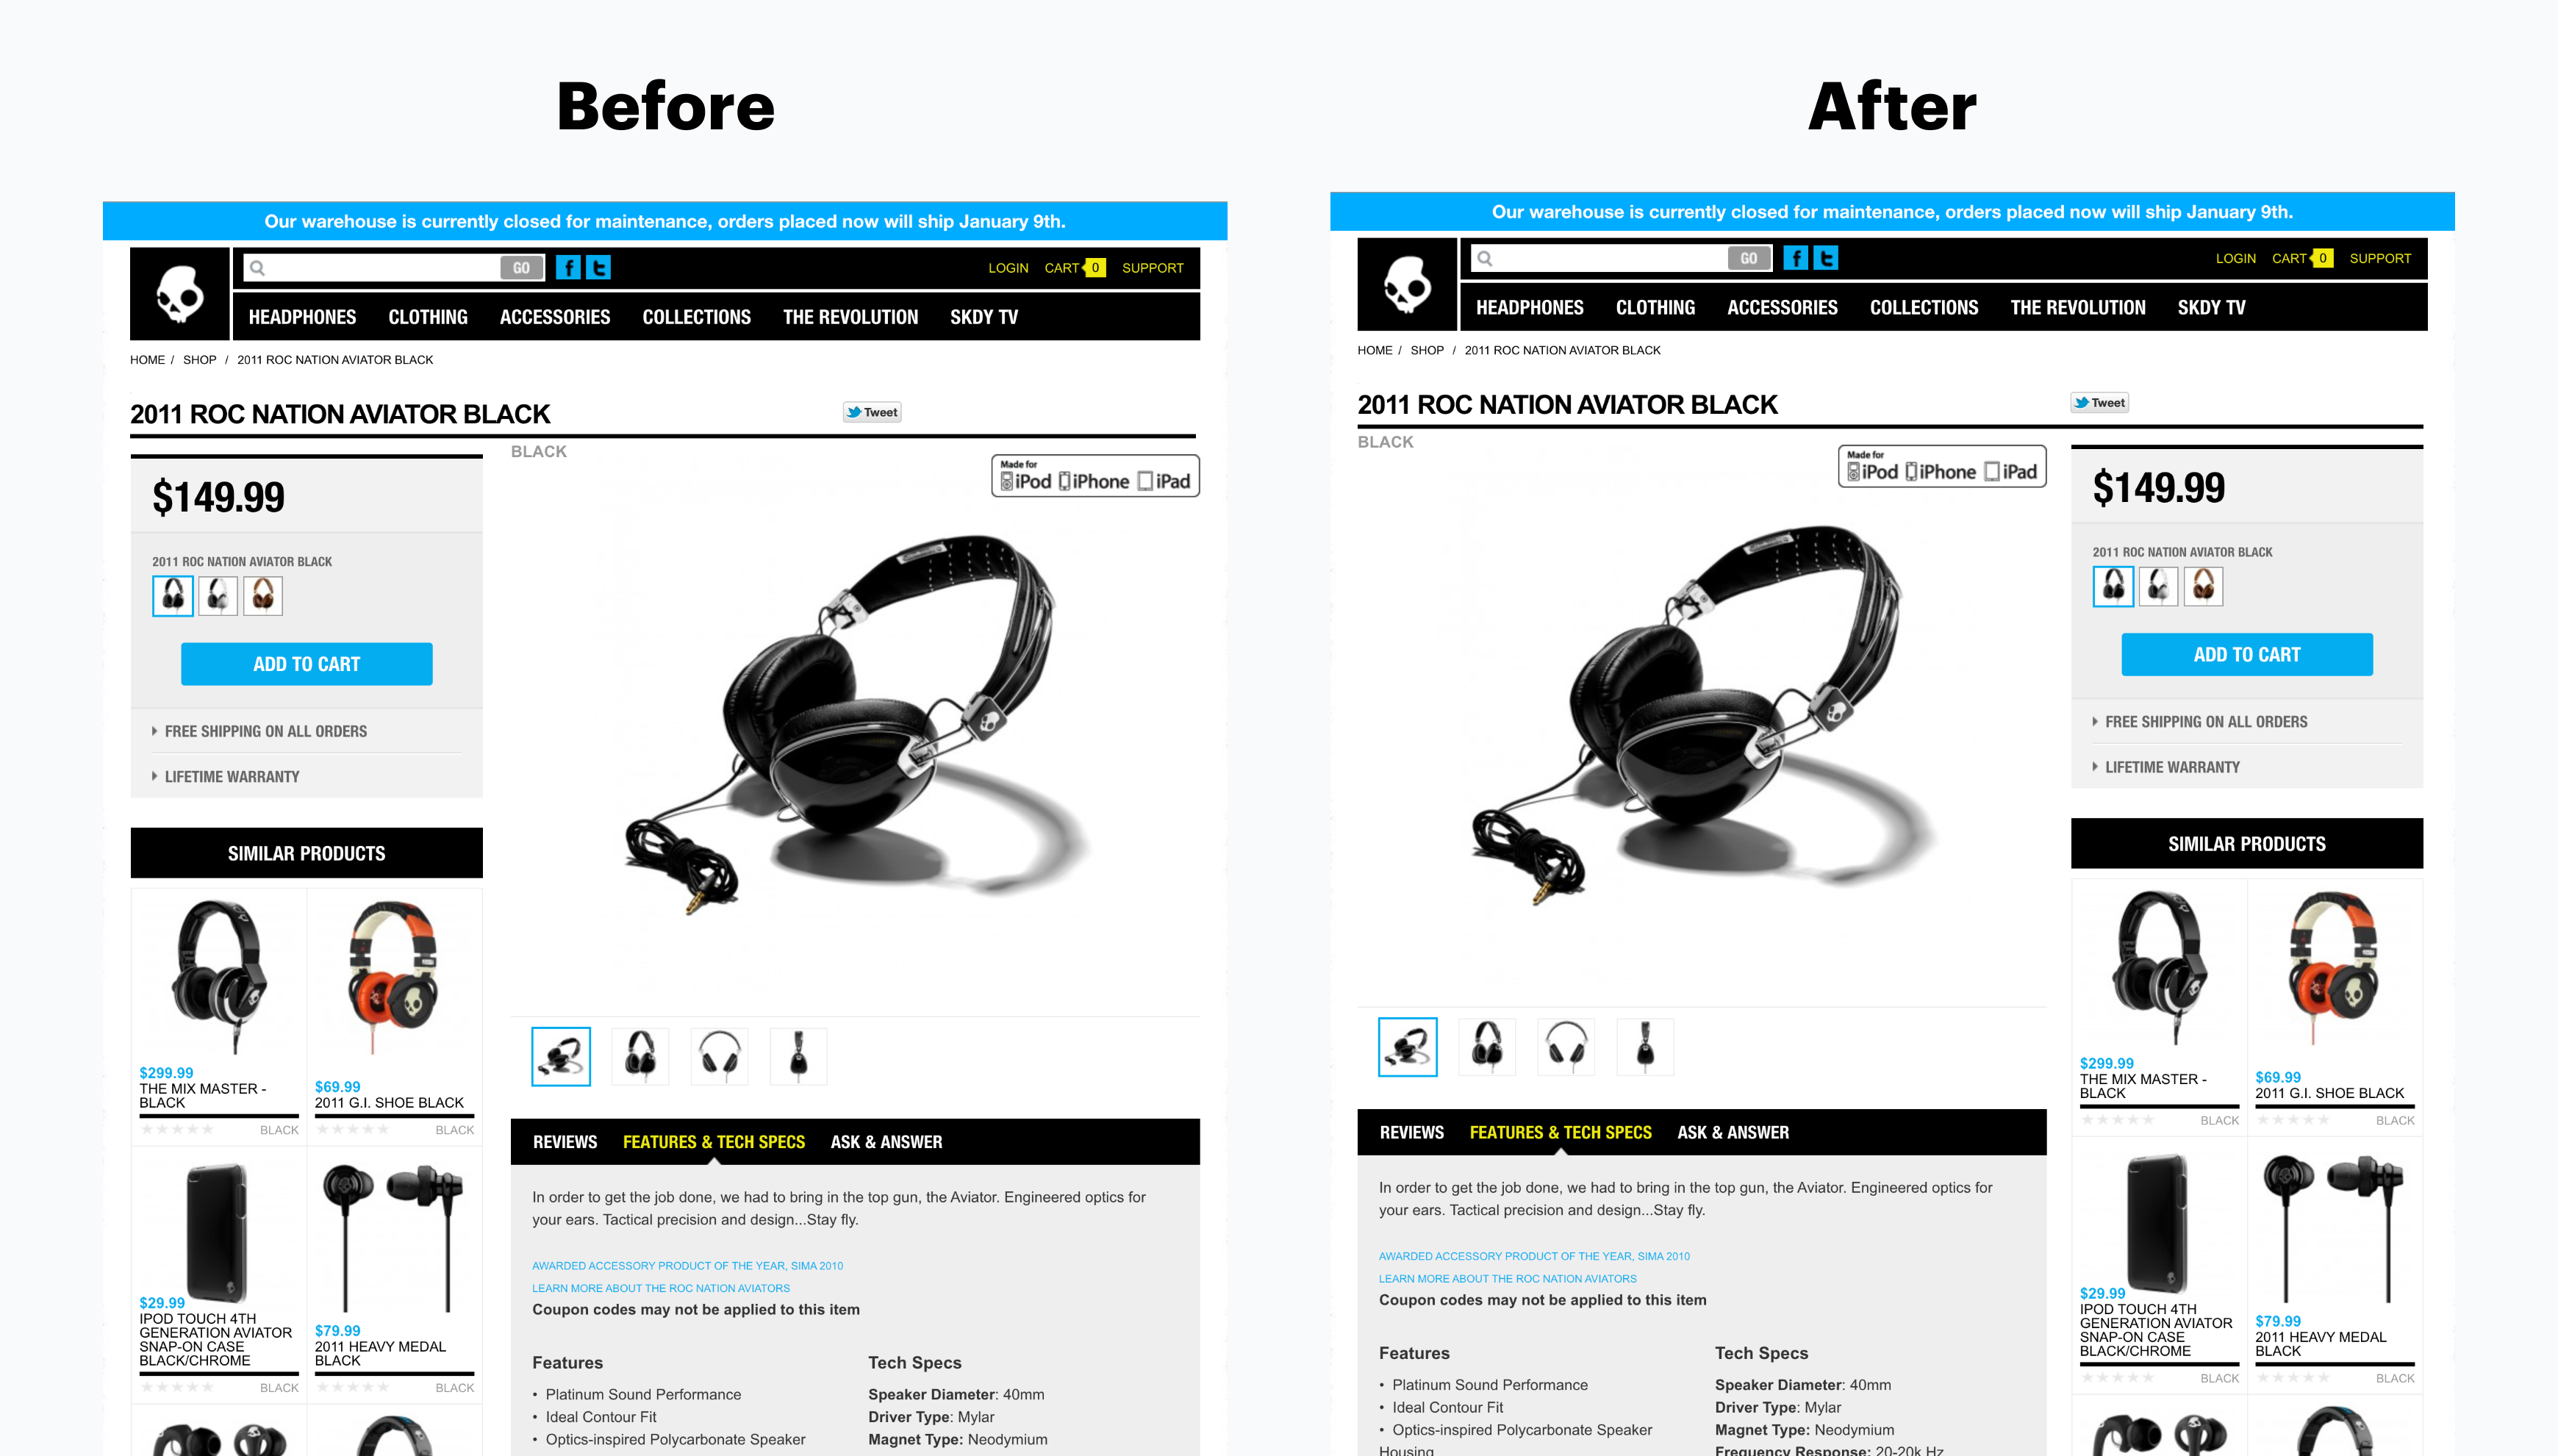 Before
Our warehouse is currently closed for maintenance, orders placed now will ship January 9th.
GO
LOGIN CART 0 SUPPORT
HEADPHONES CLOTHING ACCESSORIES COLLECTIONS THE REVOLUTION SKDY TV
HOME / SHOP / 2011 ROC NATION AVIATOR BLACK
2011 ROC NATION AVIATOR BLACK
Tweet
$149.99
2011 ROC NATION AVIATOR BLACK
ADD TO CART
FREE SHIPPING ON ALL ORDERS
LIFETIME WARRANTY
SIMILAR PRODUCTS
$299.99
THE MIX MASTER -
BLACK
BLACK
$69.99
2011 G.I. SHOE BLACK
BLACK
$29.99
IPOD TOUCH 4TH
GENERATION AVIATOR
SNAP-ON CASE
BLACK/CHROME
BLACK
$79.99
2011 HEAVY MEDAL
BLACK
BLACK
BLACK
Made for
iPod iPhone iPad
REVIEWS FEATURES & TECH SPECS ASK & ANSWER
In order to get the job done, we had to bring in the top gun, the Aviator. Engineered optics for
your ears. Tactical precision and design...Stay fly.
AWARDED ACCESSORY PRODUCT OF THE YEAR, SIMA 2010
LEARN MORE ABOUT THE ROC NATION AVIATORS
Coupon codes may not be applied to this item
Features
• Platinum Sound Performance
• Ideal Contour Fit
• Optics-inspired Polycarbonate Speaker
Tech Specs
Speaker Diameter: 40mm
Driver Type: Mylar
Magnet Type: Neodymium
After
Our warehouse is currently closed for maintenance, orders placed now will ship January 9th.
GO
LOGIN CART 0 SUPPORT
HEADPHONES CLOTHING ACCESSORIES COLLECTIONS THE REVOLUTION SKDY TV
HOME / SHOP / 2011 ROC NATION AVIATOR BLACK
2011 ROC NATION AVIATOR BLACK
Tweet
BLACK
Made for
iPod iPhone iPad
REVIEWS FEATURES & TECH SPECS ASK & ANSWER
In order to get the job done, we had to bring in the top gun, the Aviator. Engineered optics for
your ears. Tactical precision and design...Stay fly.
AWARDED ACCESSORY PRODUCT OF THE YEAR, SIMA 2010
LEARN MORE ABOUT THE ROC NATION AVIATORS
Coupon codes may not be applied to this item
Features
• Platinum Sound Performance
• Ideal Contour Fit
• Optics-inspired Polycarbonate Speaker
Housing
Tech Specs
Speaker Diameter: 40mm
Driver Type: Mylar
Magnet Type: Neodymium
Frequency Response: 20-20k Hz
$149.99
2011 ROC NATION AVIATOR BLACK
ADD TO CART
FREE SHIPPING ON ALL ORDERS
LIFETIME WARRANTY
SIMILAR PRODUCTS
$299.99
THE MIX MASTER -
BLACK
BLACK
$69.99
2011 G.I. SHOE BLACK
BLACK
$29.99
IPOD TOUCH 4TH
GENERATION AVIATOR
SNAP-ON CASE
BLACK/CHROME
BLACK
$79.99
2011 HEAVY MEDAL
BLACK
BLACK